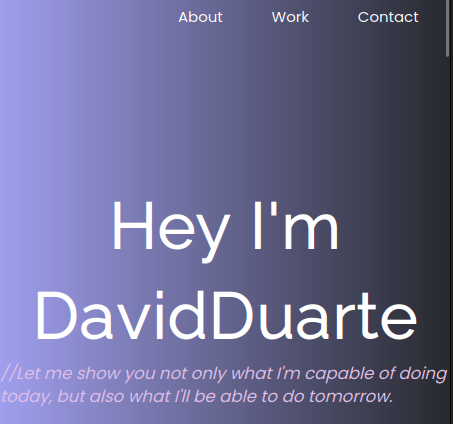 About Work Contact
Hey I'm
DavidDuarte
//Let me show you not only what I'm capable of doing
today, but also what I'll be able to do tomorrow.